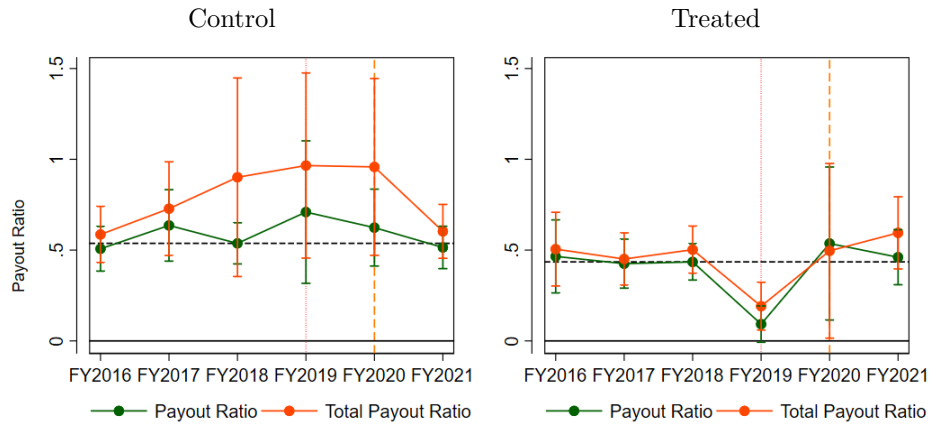 Control
Treated
Payout Ratio
1.5
1
.5
0
FY2016 FY2017 FY2018 FY2019 FY2020 FY2021
Payout Ratio Total Payout Ratio
1.5
1
.5
0
FY2016 FY2017 FY2018 FY2019 FY2020 FY2021
Payout Ratio Total Payout Ratio